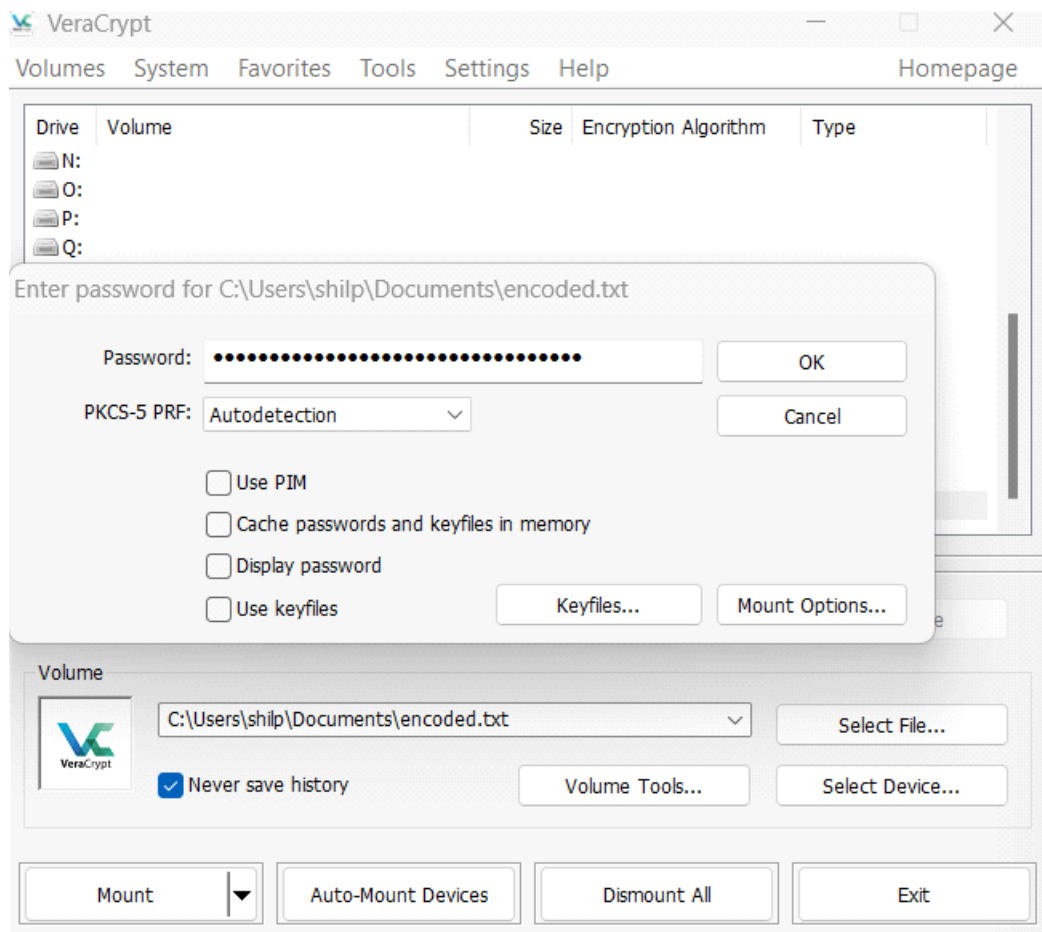 VeraCrypt
Volumes System Favorites Tools Settings Help Homepage
Drive Volume Size Encryption Algorithm Type
N:
O:
P:
Q:
Enter password for C:\Users\shilp\Documents\encoded.txt
Password: ●●●●●●●●●●●●●●●●●●●●●●●●●●●●●●●●● OK
PKCS-5 PRF: Autodetection Cancel
Use PIM
Cache passwords and keyfiles in memory
Display password
Use keyfiles Keyfiles... Mount Options...
Volume
VeraCrypt C:\Users\shilp\Documents\encoded.txt Select File...
Never save history Volume Tools... Select Device...
Mount Auto-Mount Devices Dismount All Exit